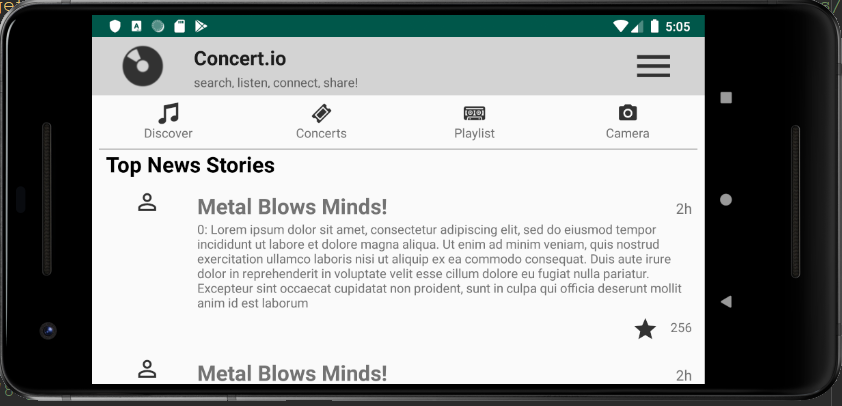 5:05
Concert.io
search, listen, connect, share!
Discover Concerts Playlist Camera
Top News Stories
Metal Blows Minds! 2h
0: Lorem ipsum dolor sit amet, consectetur adipiscing elit, sed do eiusmod tempor
incididunt ut labore et dolore magna aliqua. Ut enim ad minim veniam, quis nostrud
exercitation ullamco laboris nisi ut aliquip ex ea commodo consequat. Duis aute irure
dolor in reprehenderit in voluptate velit esse cillum dolore eu fugiat nulla pariatur.
Excepteur sint occaecat cupidatat non proident, sunt in culpa qui officia deserunt mollit
anim id est laborum
256
Metal Blows Minds! 2h